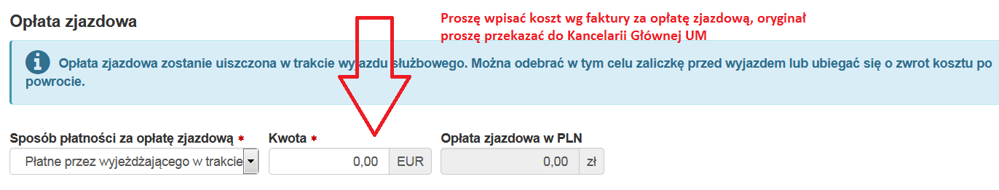 Opłata zjazdowa
Proszę wpisać koszt wg faktury za opłatę zjazdową, oryginał
proszę przekazać do Kancelarii Głównej UM
Opłata zjazdowa zostanie uiszczona w trakcie wyjazdu służbowego. Można odebrać w tym celu zaliczkę przed wyjazdem lub ubiegać się o zwrot kosztu po
powrocie.
Sposób płatności za opłatę zjazdową * Kwota * Opłata zjazdowa w PLN
Płatne przez wyjeżdżającego w trakcie 0,00 EUR 0,00 zł